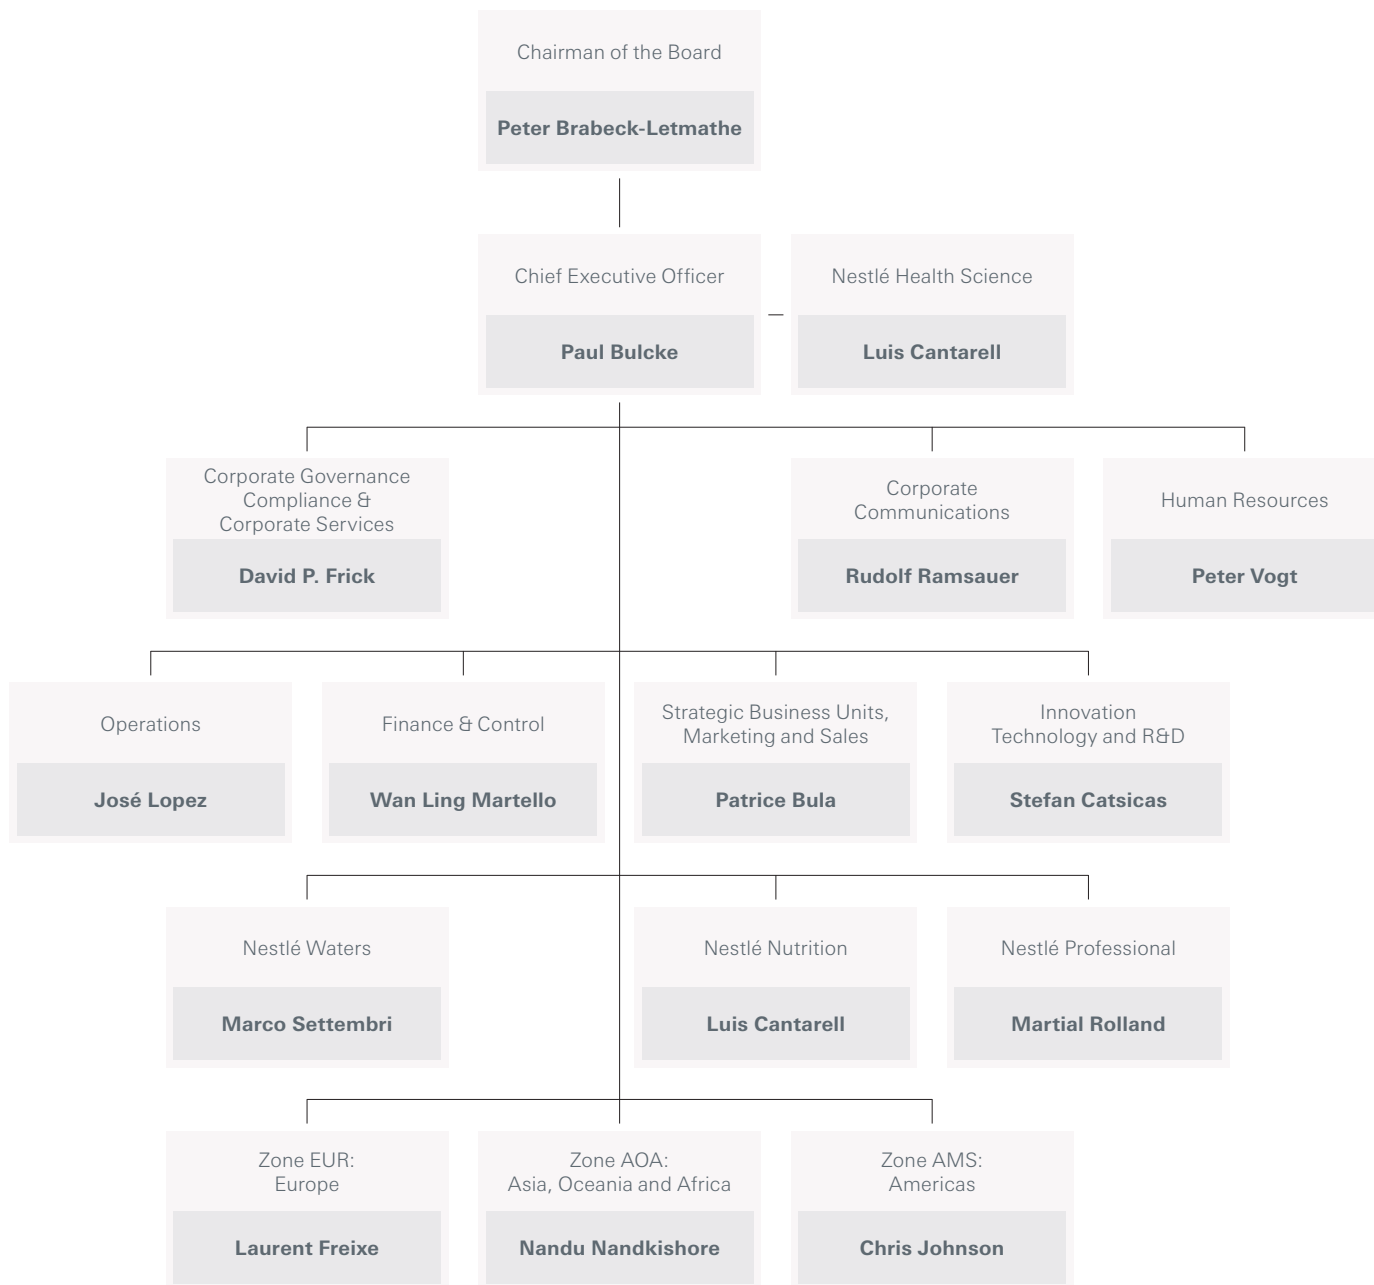 Chairman of the Board
Peter Brabeck-Letmathe
Chief Executive Officer
Paul Bulcke
Nestlé Health Science
Luis Cantarell
Corporate Governance
Compliance &
Corporate Services
David P. Frick
Corporate
Communications
Rudolf Ramsauer
Human Resources
Peter Vogt
Operations
José Lopez
Finance & Control
Wan Ling Martello
Strategic Business Units,
Marketing and Sales
Patrice Bula
Innovation
Technology and R&D
Stefan Catsicas
Nestlé Waters
Marco Settembri
Nestlé Nutrition
Luis Cantarell
Nestlé Professional
Martial Rolland
Zone EUR:
Europe
Laurent Freixe
Zone AOA:
Asia, Oceania and Africa
Nandu Nandkishore
Zone AMS:
Americas
Chris Johnson